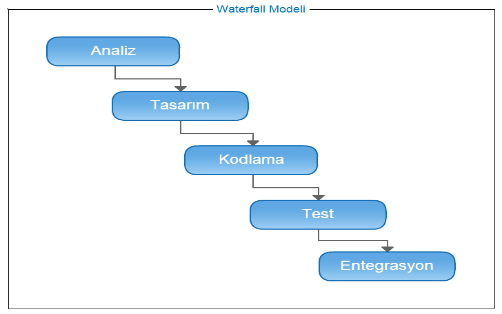 Waterfall Modeli
Analiz
Tasarım
Kodlama
Test
Entegrasyon